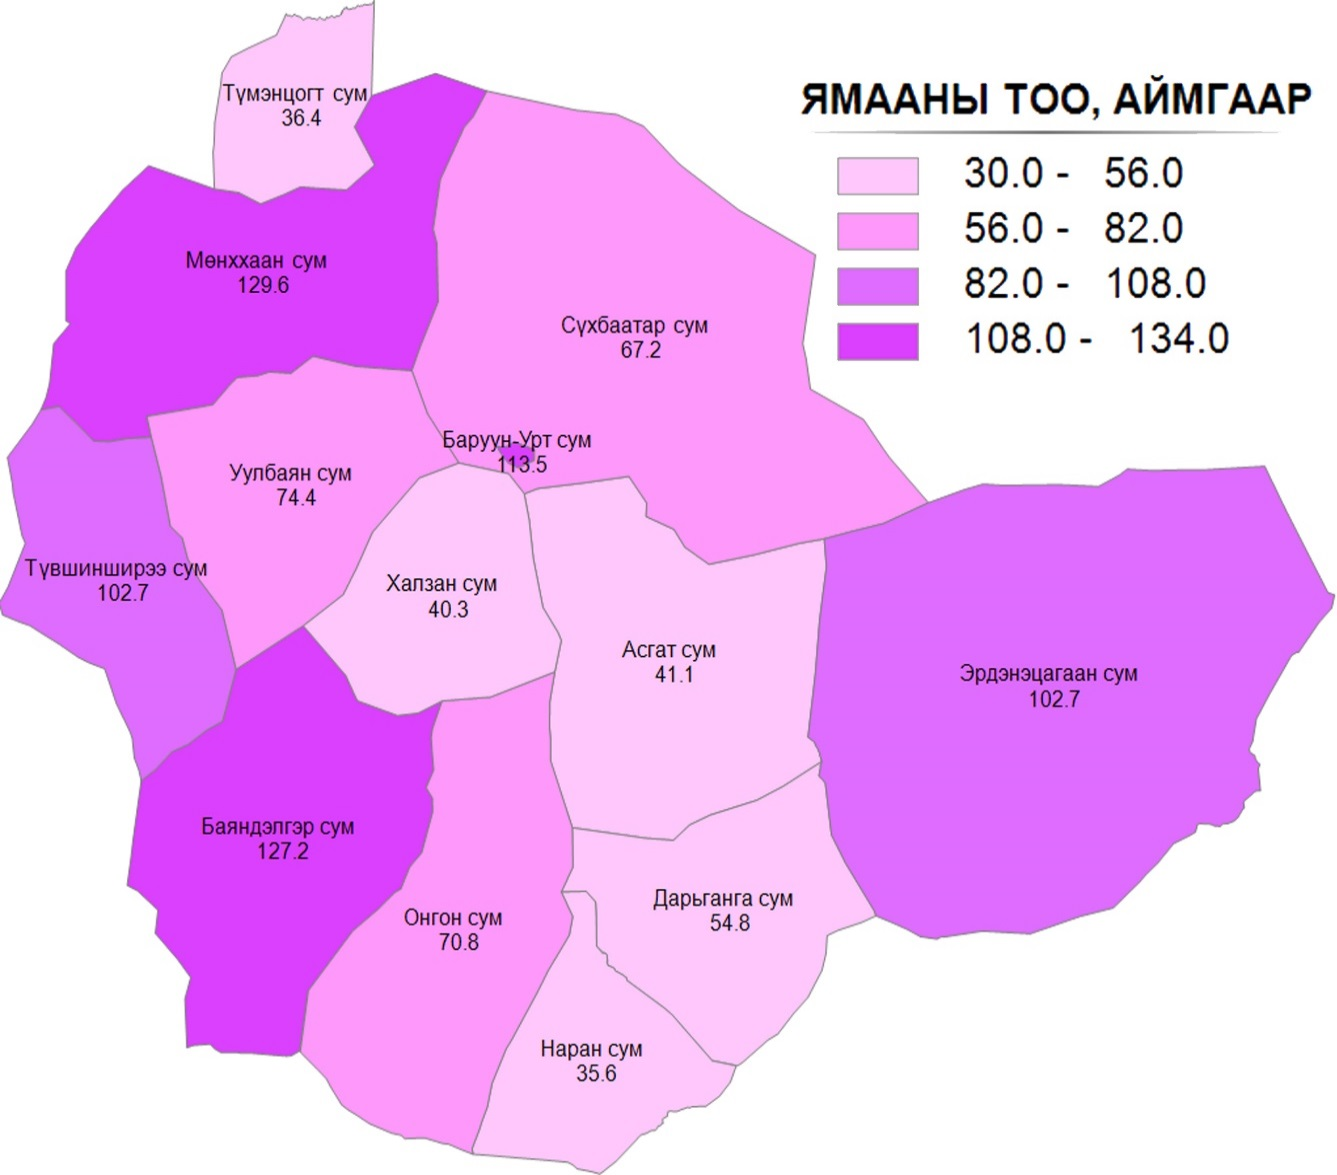 ЯМААНЫ ТОО, АЙМГААР
30.0 - 56.0
56.0 - 82.0
82.0 - 108.0
108.0 - 134.0
Түмэнцогт сум
36.4
Мөнххаан сум
129.6
Сүхбаатар сум
67.2
Баруун-Урт сум
113.5
Уулбаян сум
74.4
Түвшинширээ сум
102.7
Халзан сум
40.3
Асгат сум
41.1
Эрдэнэцагаан сум
102.7
Баяндэлгэр сум
127.2
Онгон сум
70.8
Дарьганга сум
54.8
Наран сум
35.6